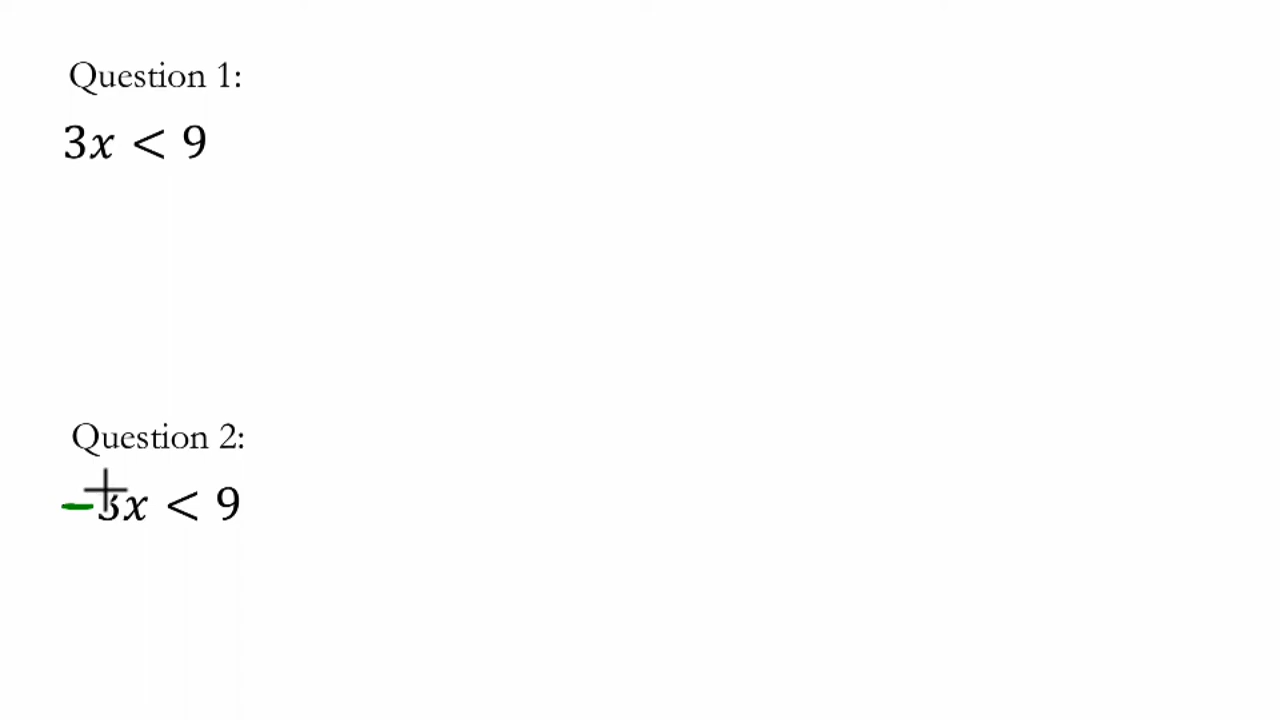 Question 1:
3x < 9
Question 2:
−3x < 9